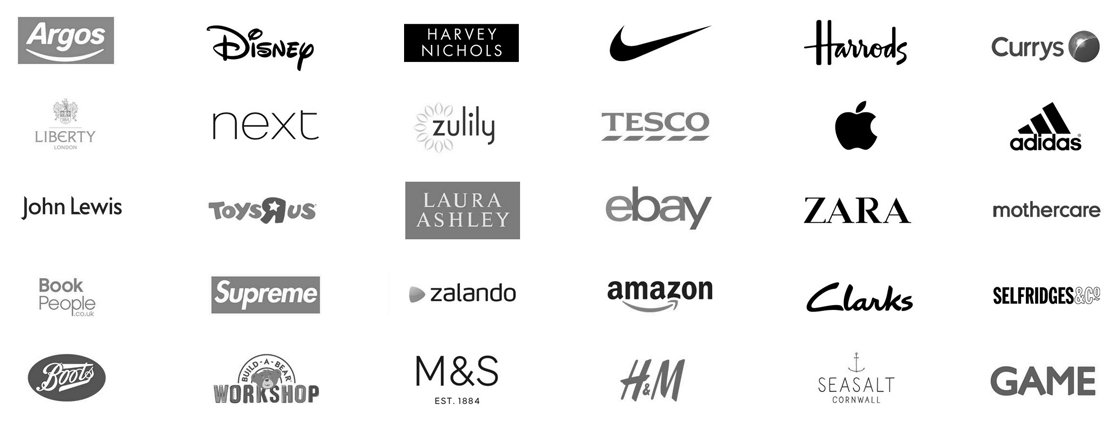 Argos
Disney
HARVEY
NICHOLS
Harrods
Currys
LIBERTY
LONDON
next
zulily
TESCO
adidas
John Lewis
ToysRus
LAURA
ASHLEY
ebay
ZARA
mothercare
Book
People
.co.uk
Supreme
zalando
amazon
Clarks
SELFRIDGES&Co
Boots
BUILD·A·BEAR
WORKSHOP
M&S
EST. 1884
H&M
SEASALT
CORNWALL
GAME